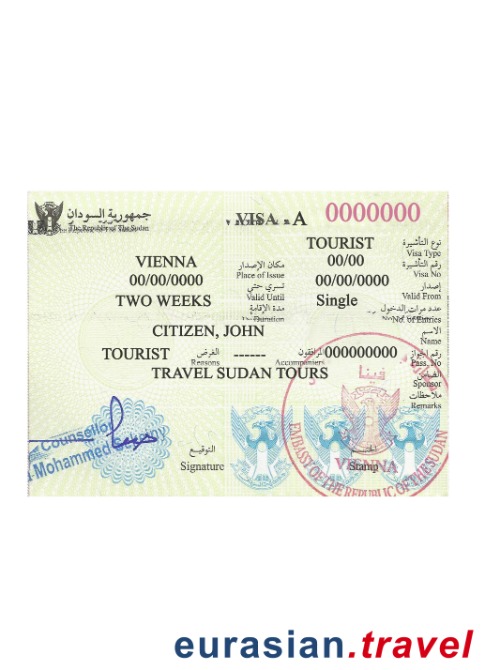 جمهورية السودان
The Republic of The Sudan
VISA A
0000000
TOURIST
نوع التأشيرة
Visa Type
VIENNA
مكان الإصدار
Place of Issue
00/00
رقم التأشيرة
Visa No
00/00/0000
تسري حتى
Valid Until
00/00/0000
إصدار
Valid From
TWO WEEKS
مدة الإقامة
Duration
Single
عدد مرات الدخول
No. of Entries
CITIZEN, JOHN
الاسم
Name
TOURIST
الغرض
Reasons
------
مرافقون
Accompanied
000000000
رقم الجواز
Pass. No
TRAVEL SUDAN TOURS
الضامن
Sponsor
ملاحظات
Remarks
فينا
Counsellor
Mohammed
التوقيع
Signature
الختم
Stamp
VIENNA
EMBASSY OF THE REPUBLIC OF THE SUDAN
eurasian.travel